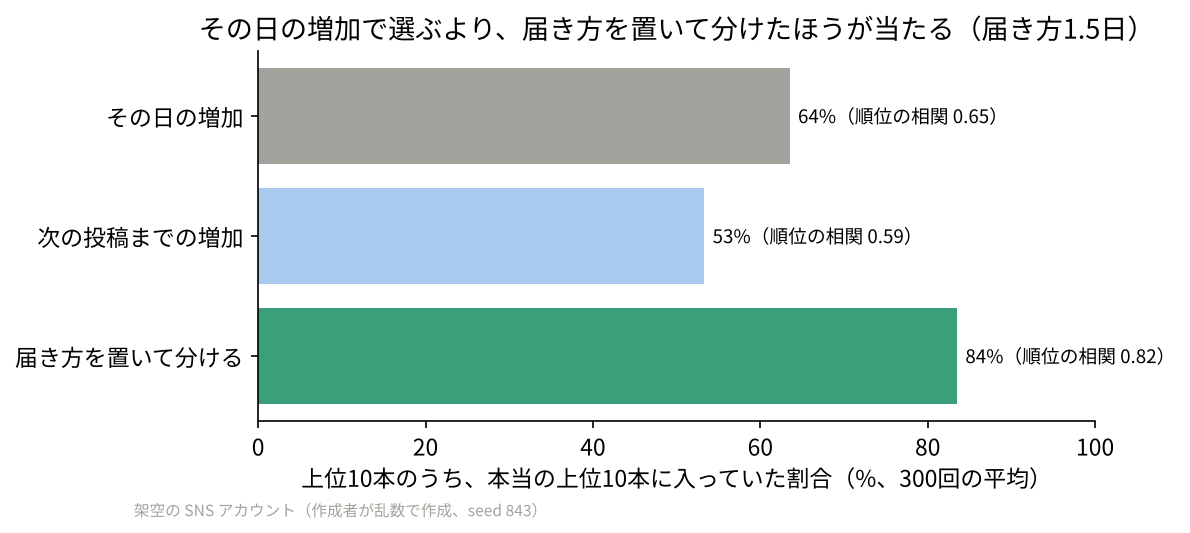 その日の増加で選ぶより、届き方を置いて分けたほうが当たる（届き方1.5日）
その日の増加
64%（順位の相関 0.65）
次の投稿までの増加
53%（順位の相関 0.59）
届き方を置いて分ける
84%（順位の相関 0.82）
0 20 40 60 80 100
上位10本のうち、本当の上位10本に入っていた割合（%、300回の平均）
架空の SNS アカウント（作成者が乱数で作成、seed 843）